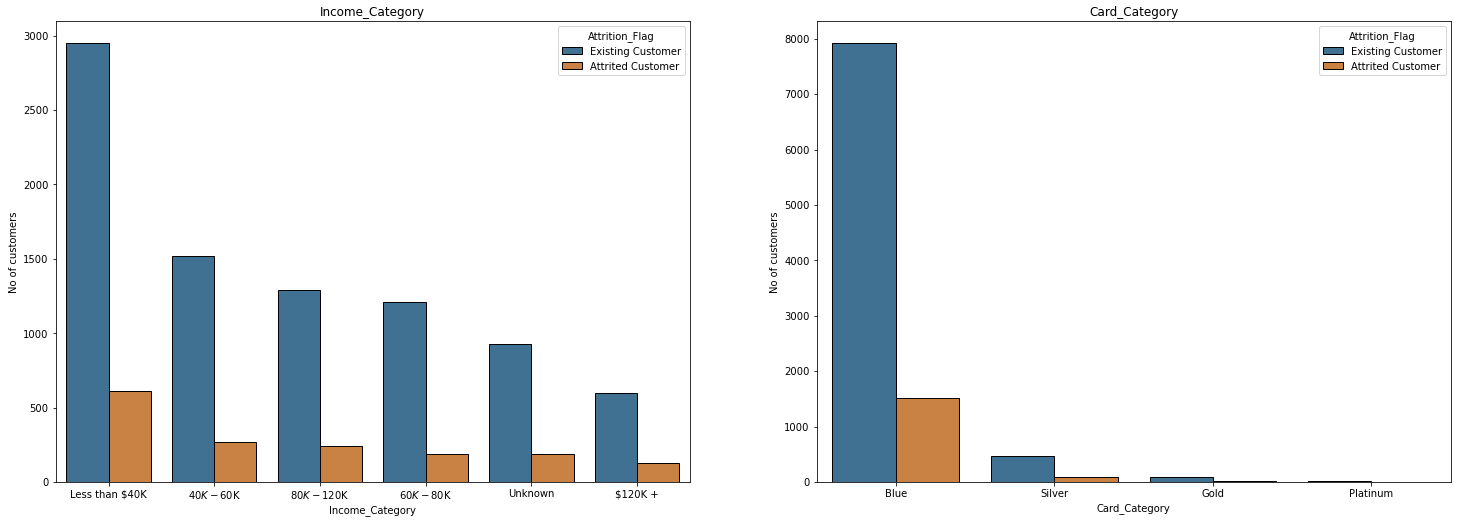 Income_Category
Attrition_Flag
Existing Customer
Attrited Customer
No of customers
3000
2500
2000
1500
1000
500
0
Less than $40K
40K - 60K
80K - 120K
60K - 80K
Unknown
$120K +
Income_Category
Card_Category
Attrition_Flag
Existing Customer
Attrited Customer
No of customers
8000
7000
6000
5000
4000
3000
2000
1000
0
Blue
Silver
Gold
Platinum
Card_Category